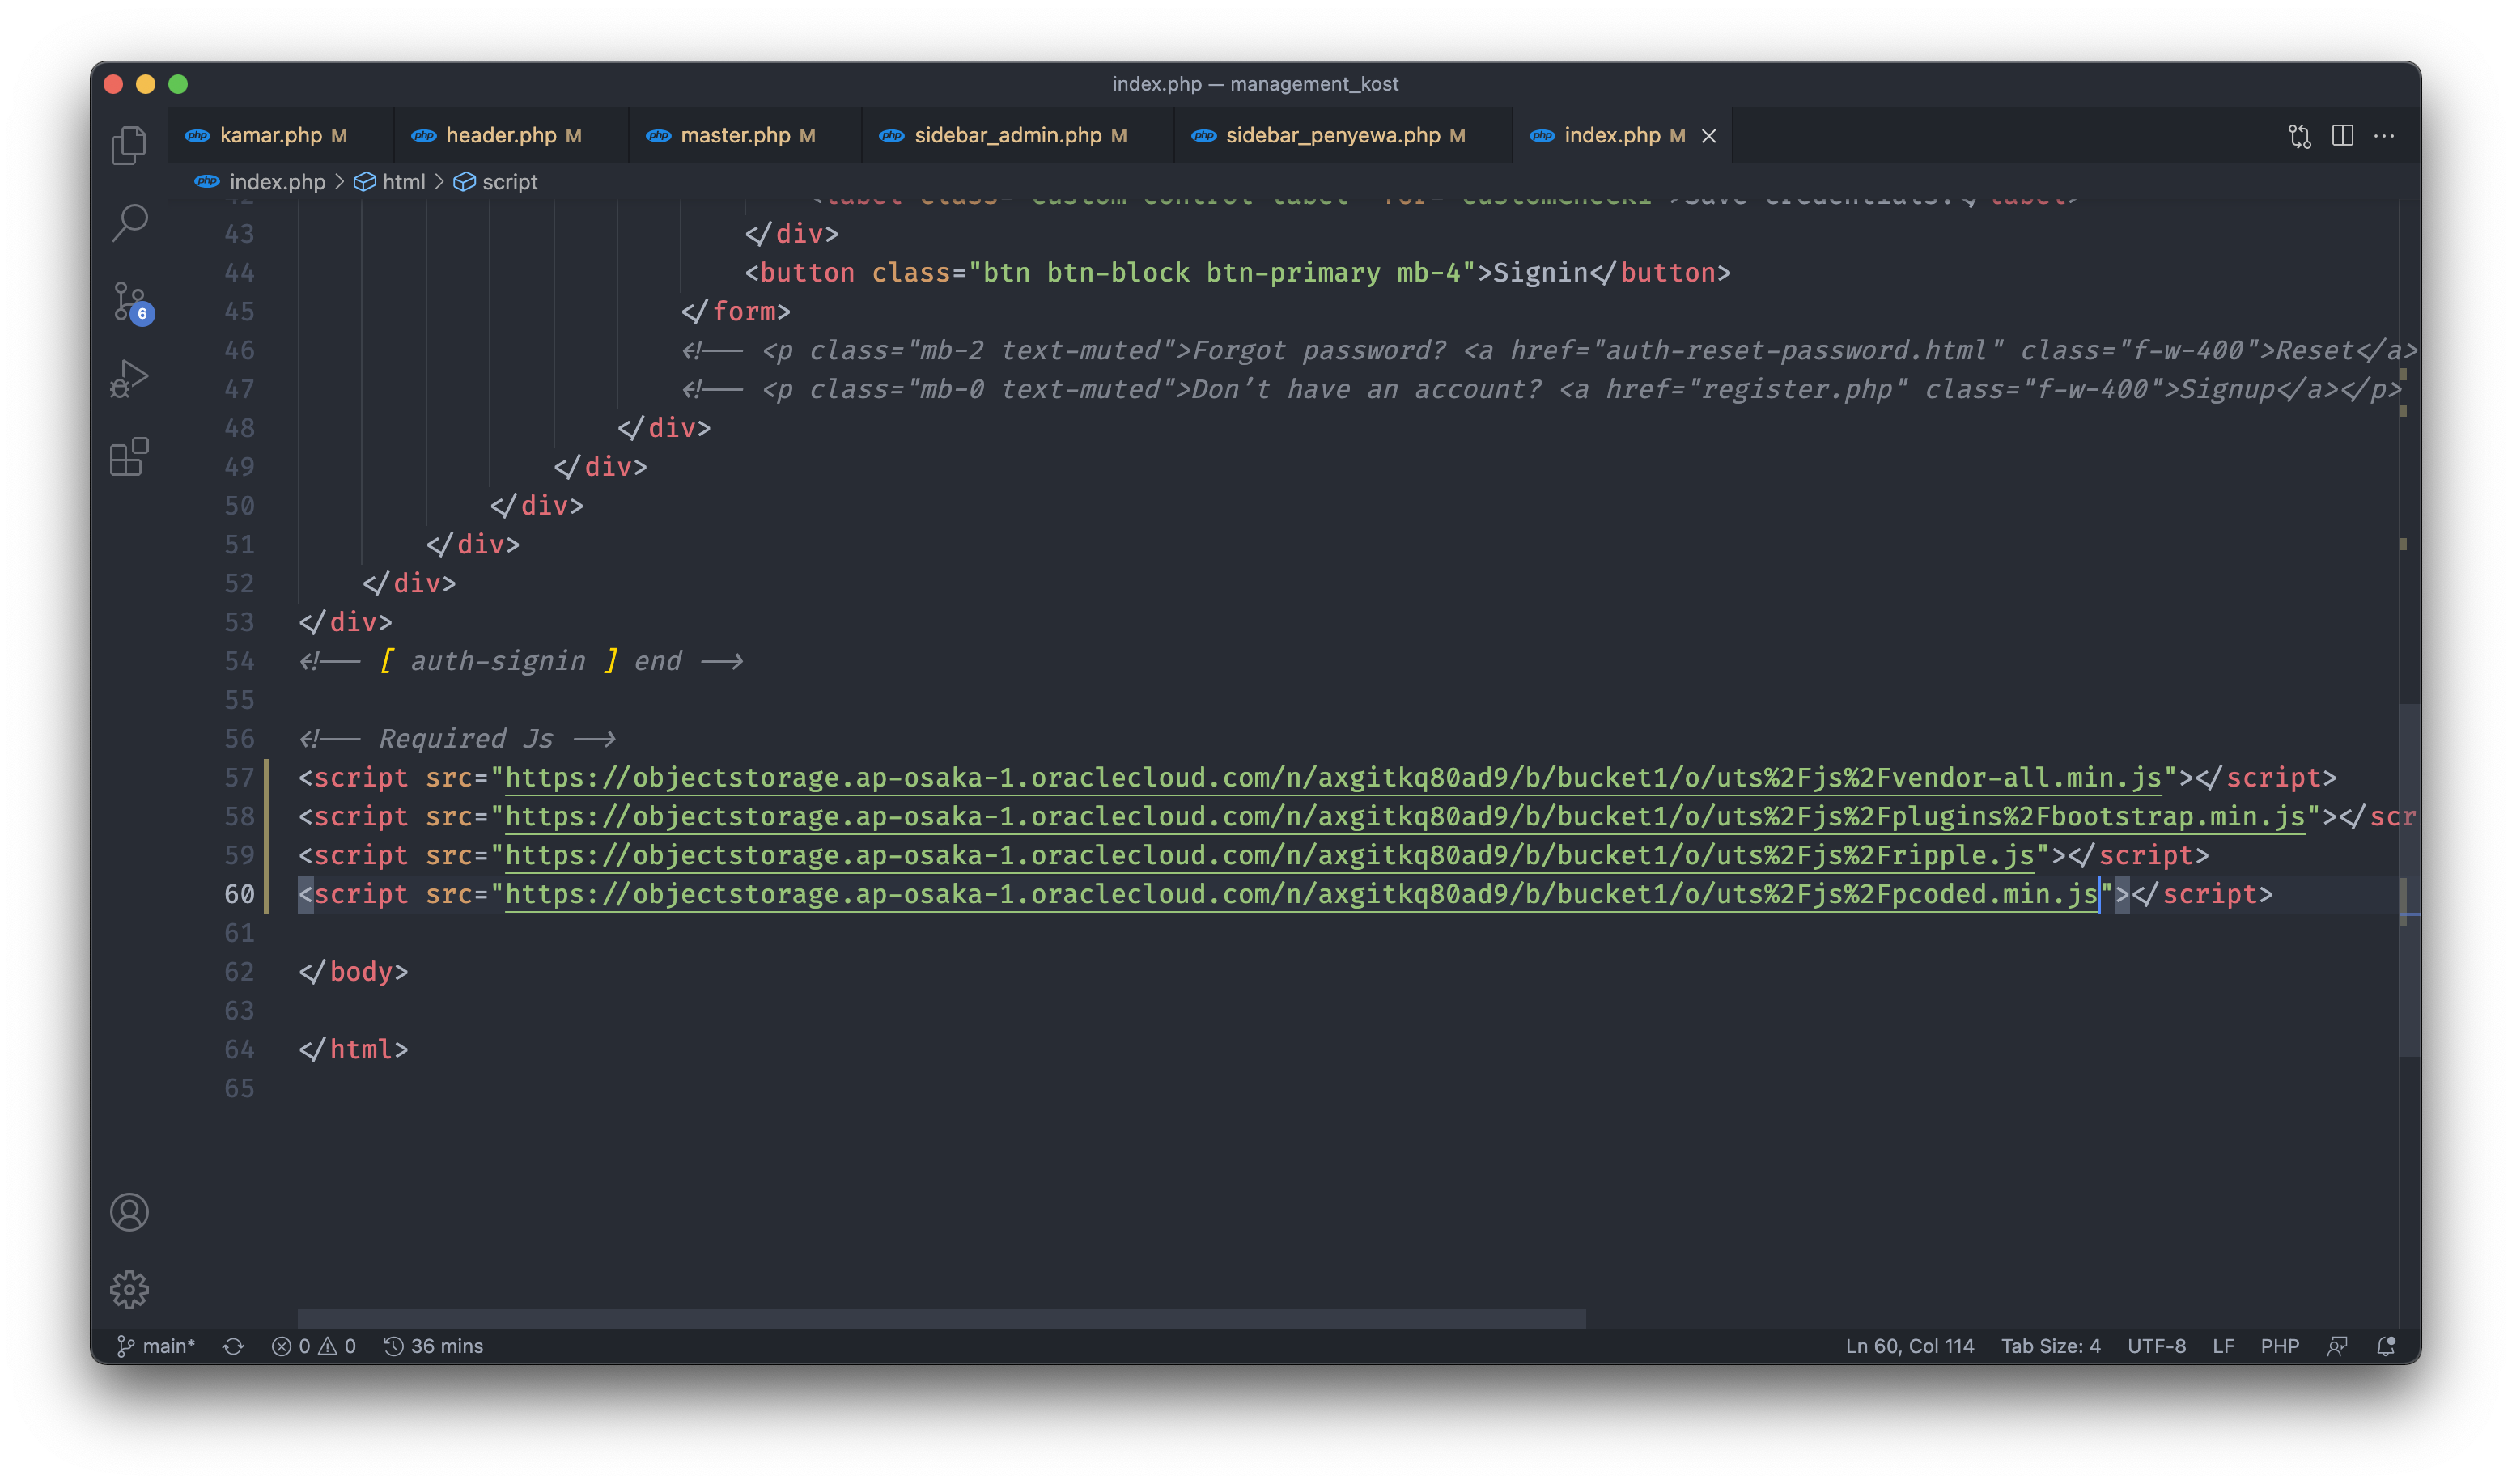 index.php — management_kost
php kamar.php M php header.php M php master.php M php sidebar_admin.php M php sidebar_penyewa.php M php index.php M
php index.php > html > script
43 </div>
6
44 <button class="btn btn-block btn-primary mb-4">Signin</button>
45 </form>
46 <!-- <p class="mb-2 text-muted">Forgot password? <a href="auth-reset-password.html" class="f-w-400">Reset</a>
47 <!-- <p class="mb-0 text-muted">Don’t have an account? <a href="register.php" class="f-w-400">Signup</a></p>
48 </div>
49 </div>
50 </div>
51 </div>
52 </div>
53 </div>
54 <!-- [ auth-signin ] end -->
55
56 <!-- Required Js -->
57 <script src="https://objectstorage.ap-osaka-1.oraclecloud.com/n/axgitkq80ad9/b/bucket1/o/uts%2Fjs%2Fvendor-all.min.js"></script>
58 <script src="https://objectstorage.ap-osaka-1.oraclecloud.com/n/axgitkq80ad9/b/bucket1/o/uts%2Fjs%2Fplugins%2Fbootstrap.min.js"></scr
59 <script src="https://objectstorage.ap-osaka-1.oraclecloud.com/n/axgitkq80ad9/b/bucket1/o/uts%2Fjs%2Fripple.js"></script>
60 <script src="https://objectstorage.ap-osaka-1.oraclecloud.com/n/axgitkq80ad9/b/bucket1/o/uts%2Fjs%2Fpcoded.min.js"></script>
61
62 </body>
63
64 </html>
65
main* 0 0 36 mins Ln 60, Col 114 Tab Size: 4 UTF-8 LF PHP